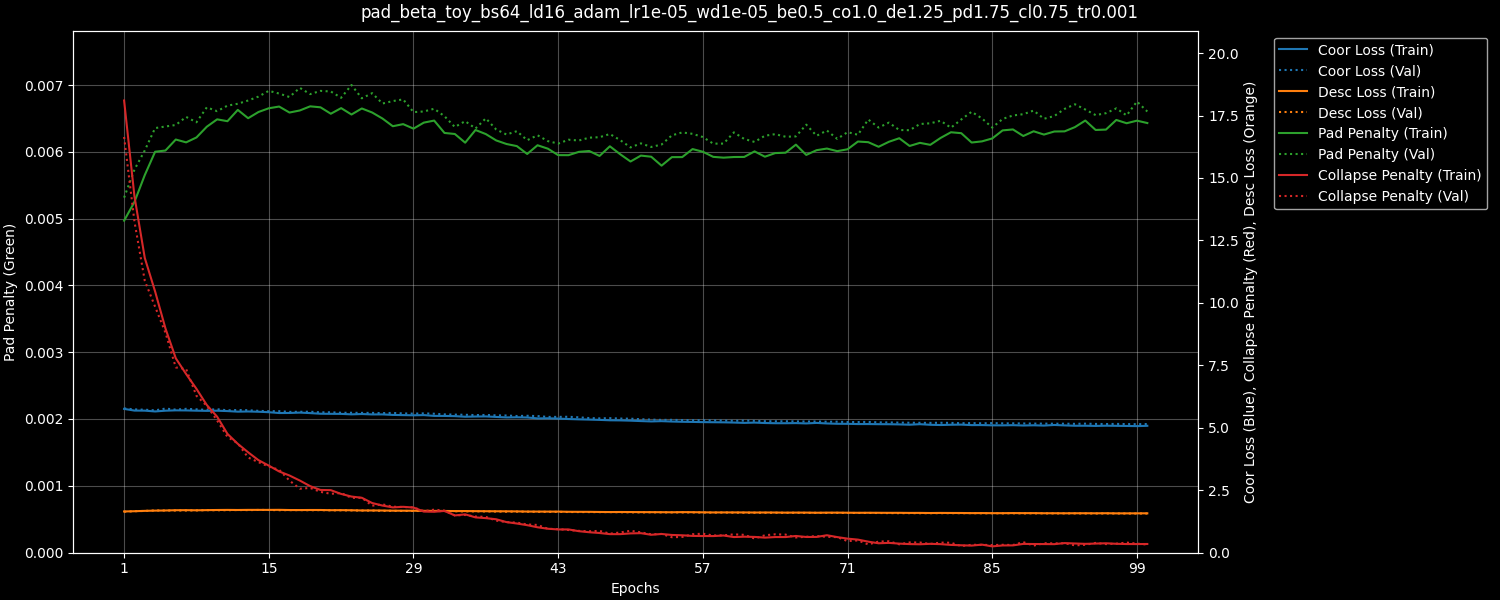 pad_beta_toy_bs64_ld16_adam_lr1e-05_wd1e-05_be0.5_co1.0_de1.25_pd1.75_cl0.75_tr0.001
Pad Penalty (Green)
0.007
0.006
0.005
0.004
0.003
0.002
0.001
0.000
1
15
29
43
57
71
85
99
Epochs
20.0
17.5
15.0
12.5
10.0
7.5
5.0
2.5
0.0
Coor Loss (Blue), Collapse Penalty (Red), Desc Loss (Orange)
Coor Loss (Train)
Coor Loss (Val)
Desc Loss (Train)
Desc Loss (Val)
Pad Penalty (Train)
Pad Penalty (Val)
Collapse Penalty (Train)
Collapse Penalty (Val)